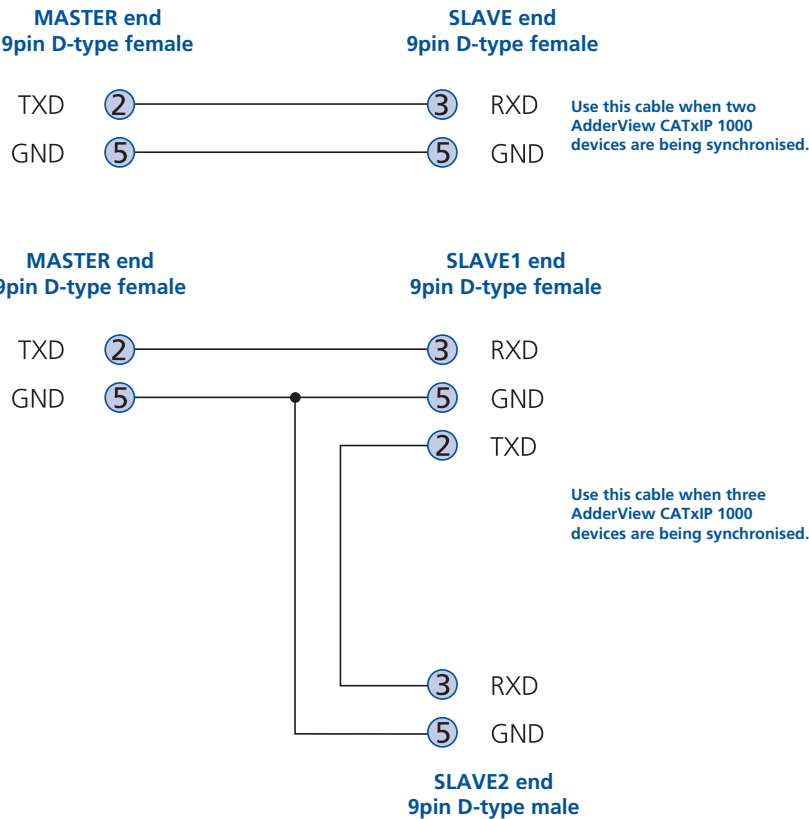 MASTER end
9pin D-type female
SLAVE end
9pin D-type female
TXD 2 3 RXD
GND 5 5 GND
Use this cable when two
AdderView CATxIP 1000
devices are being synchronised.
MASTER end
9pin D-type female
SLAVE1 end
9pin D-type female
TXD 2 3 RXD
GND 5 5 GND
2 TXD
Use this cable when three
AdderView CATxIP 1000
devices are being synchronised.
3 RXD
5 GND
SLAVE2 end
9pin D-type male